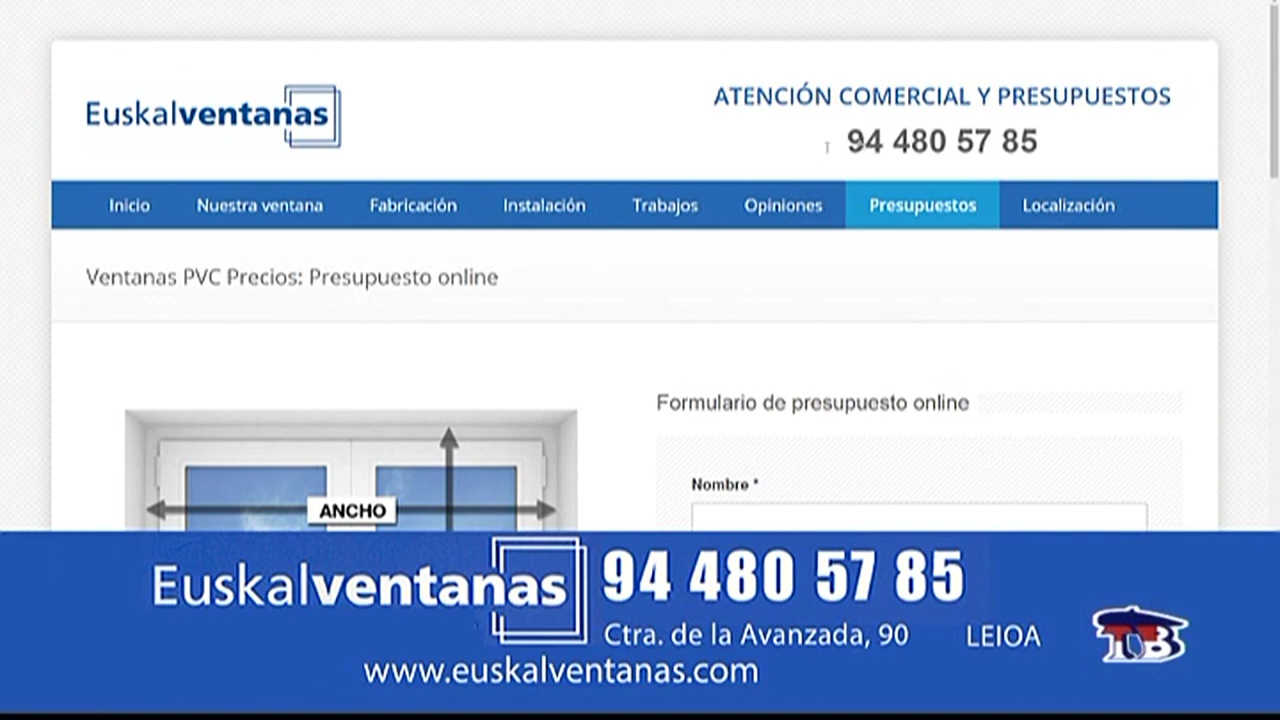 Euskalventanas
ATENCIÓN COMERCIAL Y PRESUPUESTOS
T 94 480 57 85
Inicio Nuestra ventana Fabricación Instalación Trabajos Opiniones Presupuestos Localización
Ventanas PVC Precios: Presupuesto online
Formulario de presupuesto online
Nombre *
ANCHO
Euskalventanas 94 480 57 85
Ctra. de la Avanzada, 90 LEIOA
www.euskalventanas.com